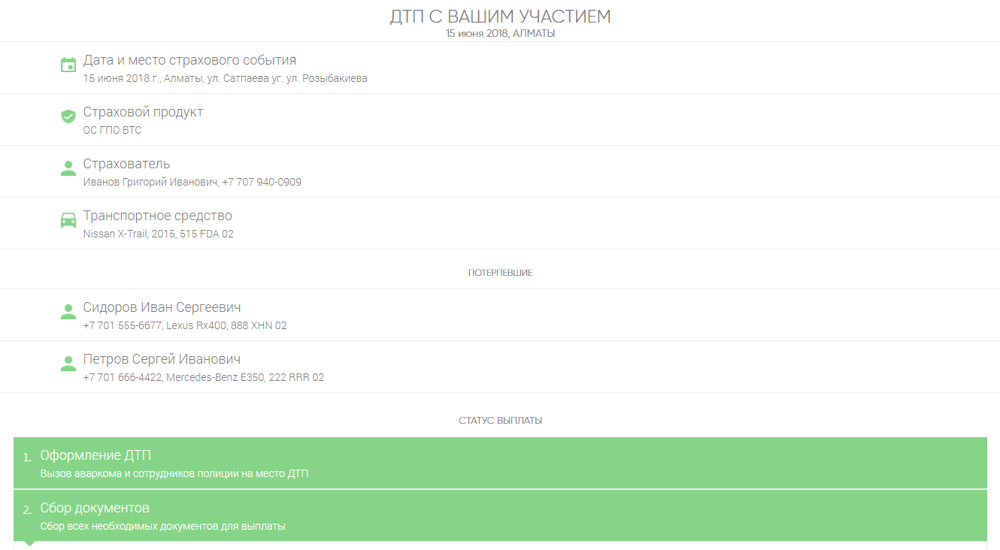 ДТП С ВАШИМ УЧАСТИЕМ
15 июня 2018, АЛМАТЫ
Дата и место страхового события
15 июня 2018 г., Алматы, ул. Сатпаева уг. ул. Розыбакиева
Страховой продукт
ОС ГПО ВТС
Страхователь
Иванов Григорий Иванович, +7 707 940-0909
Транспортное средство
Nissan X-Trail, 2015, 515 FDA 02
ПОТЕРПЕВШИЕ
Сидоров Иван Сергеевич
+7 701 555-6677, Lexus Rx400, 888 XHN 02
Петров Сергей Иванович
+7 701 666-4422, Mercedes-Benz E350, 222 RRR 02
СТАТУС ВЫПЛАТЫ
1. Оформление ДТП
Вызов аваркома и сотрудников полиции на место ДТП
2. Сбор документов
Сбор всех необходимых документов для выплаты